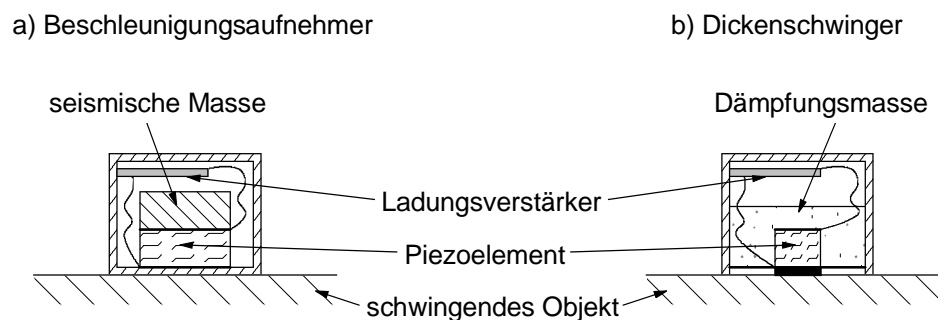 a) Beschleunigungsaufnehmer
b) Dickenschwinger
seismische Masse
Dämpfungsmasse
Ladungsverstärker
Piezoelement
schwingendes Objekt